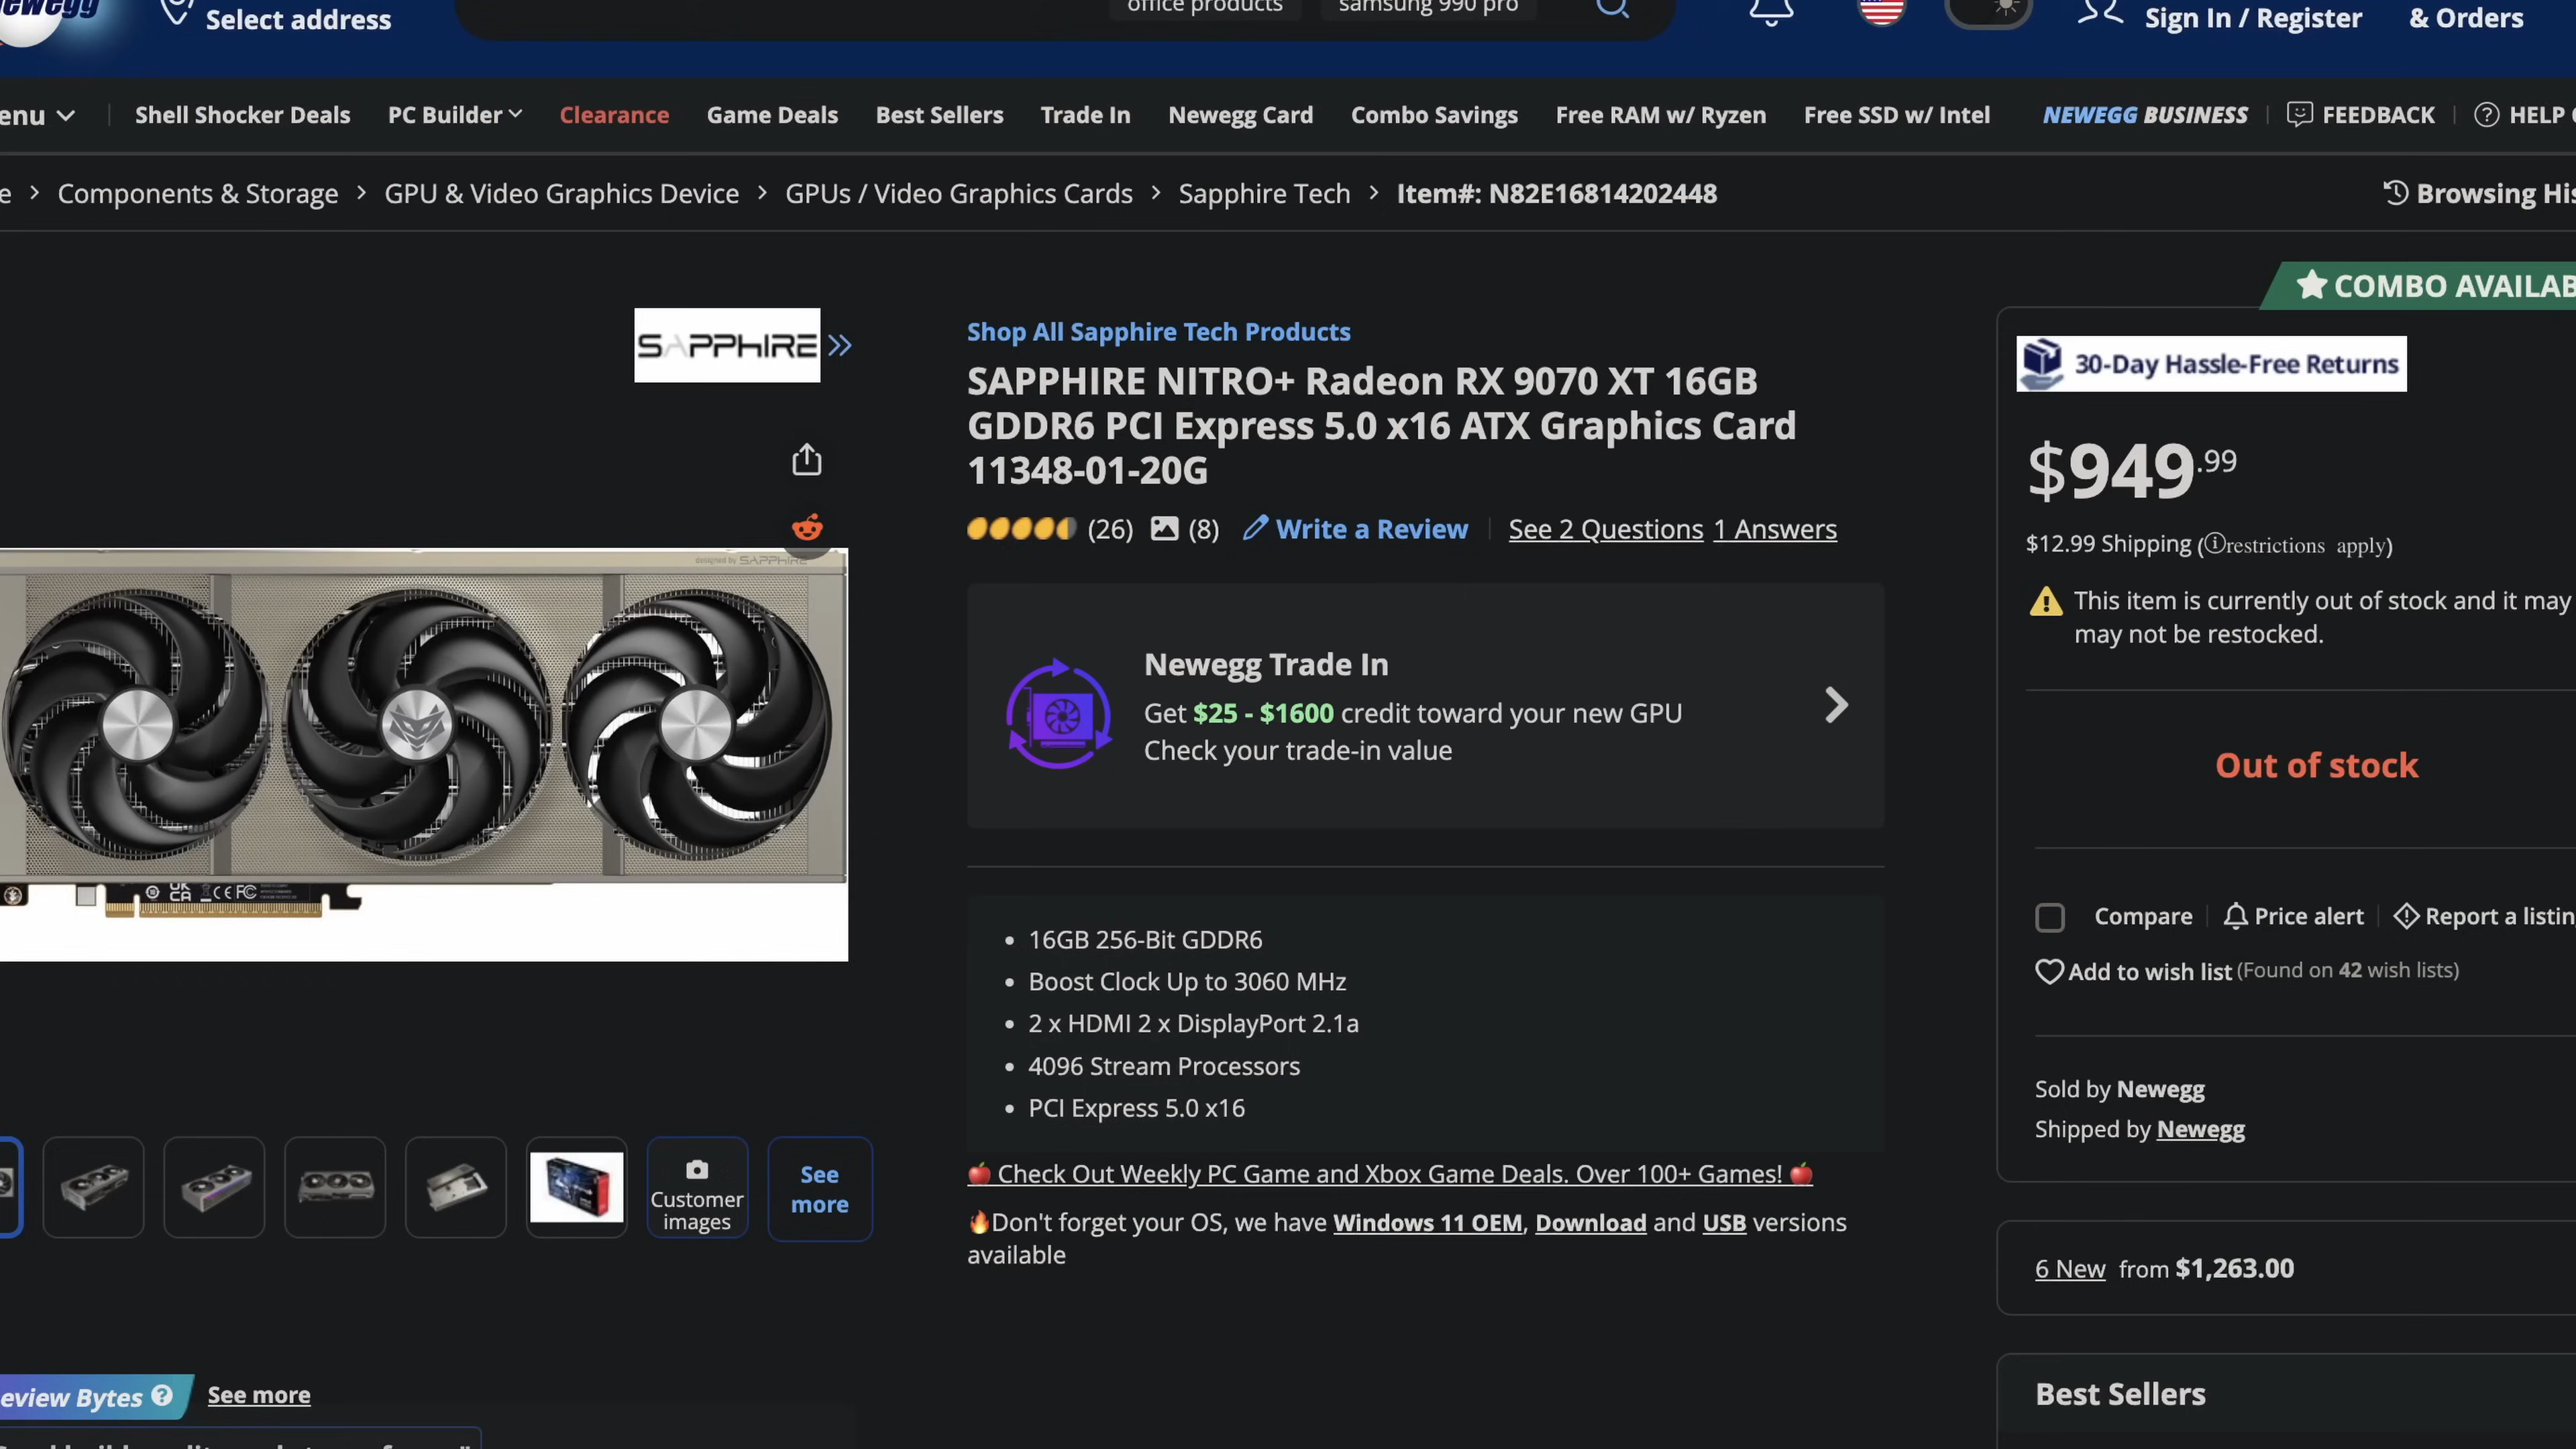 newegg
Select address
office products
samsung 990 pro
Sign In / Register
& Orders
enu
Shell Shocker Deals
PC Builder
Clearance
Game Deals
Best Sellers
Trade In
Newegg Card
Combo Savings
Free RAM w/ Ryzen
Free SSD w/ Intel
NEWEGG BUSINESS
FEEDBACK
HELP
e > Components & Storage > GPU & Video Graphics Device > GPUs / Video Graphics Cards > Sapphire Tech > Item#: N82E16814202448
Browsing His
COMBO AVAILAB
SAPPHIRE
Shop All Sapphire Tech Products
SAPPHIRE NITRO+ Radeon RX 9070 XT 16GB
GDDR6 PCI Express 5.0 x16 ATX Graphics Card
11348-01-20G
(26) (8) Write a Review See 2 Questions 1 Answers
30-Day Hassle-Free Returns
$949.99
$12.99 Shipping (restrictions apply)
This item is currently out of stock and it may
may not be restocked.
Out of stock
designed by SAPPHIRE
Newegg Trade In
Get $25 - $1600 credit toward your new GPU
Check your trade-in value
• 16GB 256-Bit GDDR6
• Boost Clock Up to 3060 MHz
• 2 x HDMI 2 x DisplayPort 2.1a
• 4096 Stream Processors
• PCI Express 5.0 x16
Compare
Price alert
Report a listin
Add to wish list (Found on 42 wish lists)
Sold by Newegg
Shipped by Newegg
UK
CA
CE FC
Customer
images
See
more
Check Out Weekly PC Game and Xbox Game Deals. Over 100+ Games!
Don't forget your OS, we have Windows 11 OEM, Download and USB versions
available
6 New from $1,263.00
eview Bytes
See more
Best Sellers